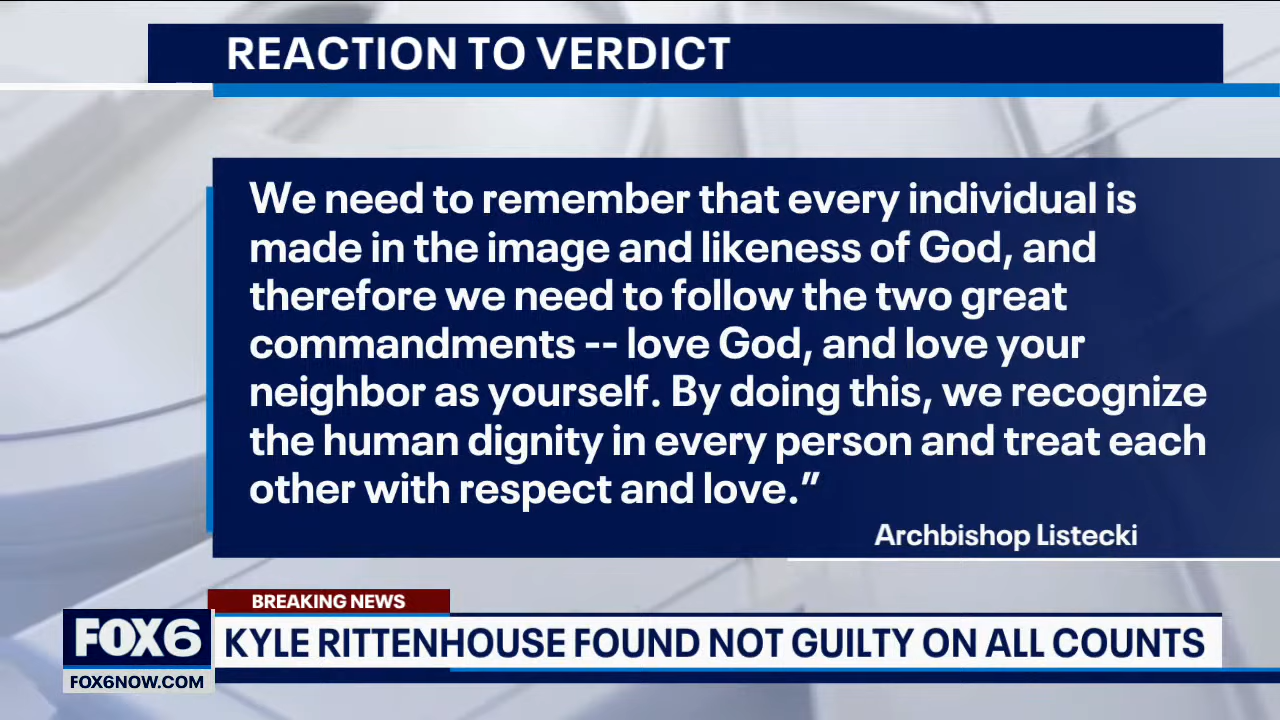 REACTION TO VERDICT
We need to remember that every individual is
made in the image and likeness of God, and
therefore we need to follow the two great
commandments -- love God, and love your
neighbor as yourself. By doing this, we recognize
the human dignity in every person and treat each
other with respect and love.”
Archbishop Listecki
BREAKING NEWS
FOX6
KYLE RITTENHOUSE FOUND NOT GUILTY ON ALL COUNTS
FOX6NOW.COM